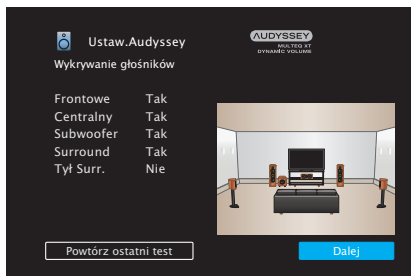 Ustaw.Audyssey
AUDYSSEY
MULTEQ XT
DYNAMIC VOLUME
Wykrywanie głośników
Frontowe Tak
Centralny Tak
Subwoofer Tak
Surround Tak
Tył Surr. Nie
Powtórz ostatni test
Dalej